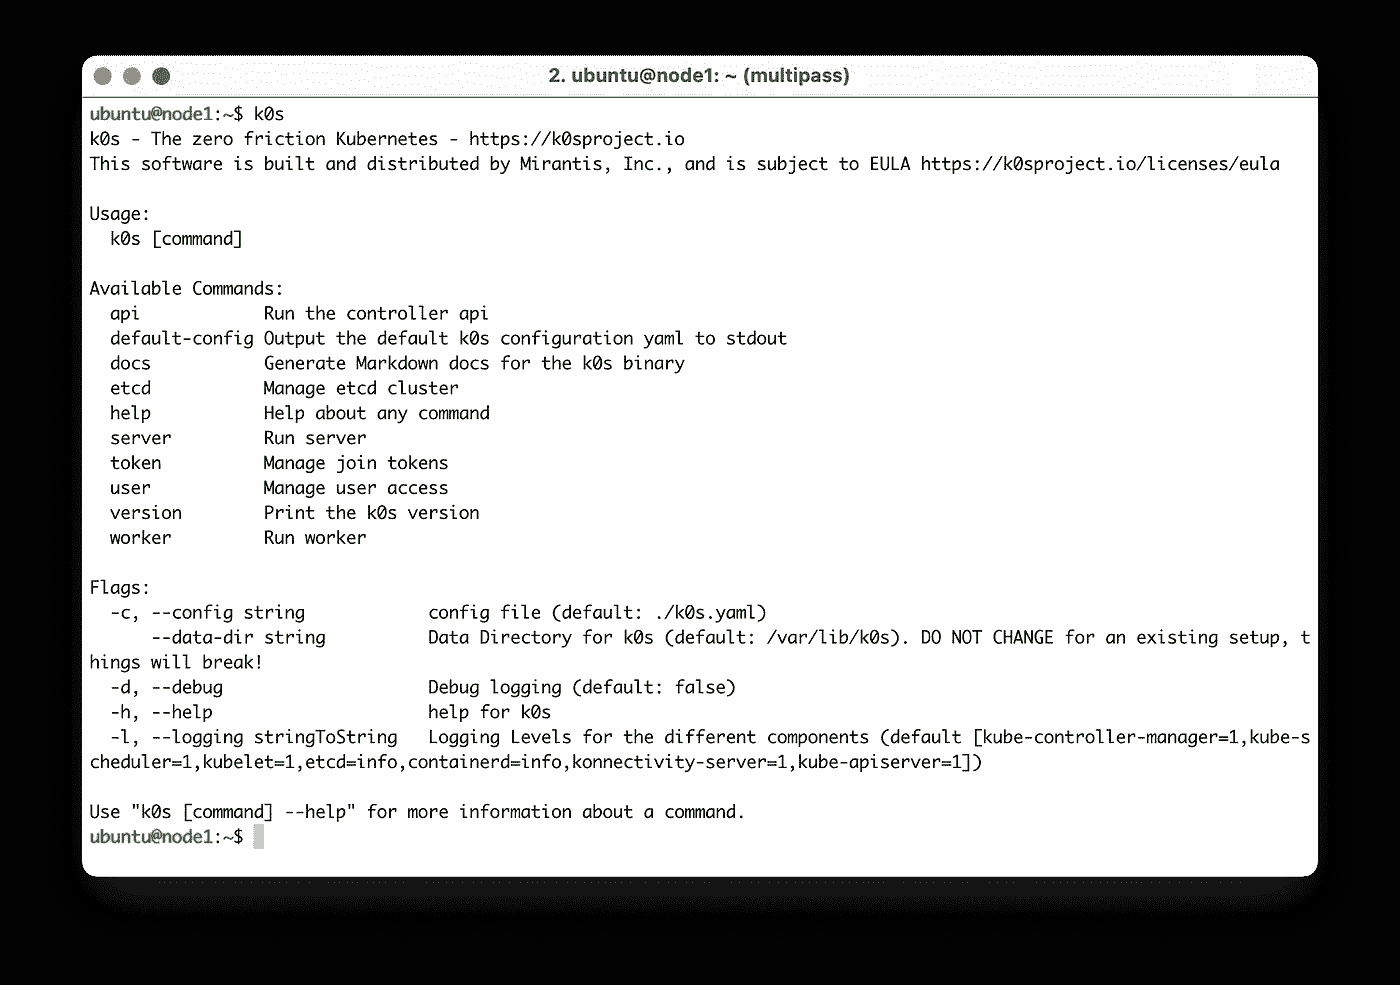 2. ubuntu@node1: ~ (multipass)
ubuntu@node1:~$ k0s
k0s - The zero friction Kubernetes - https://k0sproject.io
This software is built and distributed by Mirantis, Inc., and is subject to EULA https://k0sproject.io/licenses/eula
Usage:
  k0s [command]
Available Commands:
  api            Run the controller api
  default-config Output the default k0s configuration yaml to stdout
  docs           Generate Markdown docs for the k0s binary
  etcd           Manage etcd cluster
  help           Help about any command
  server         Run server
  token          Manage join tokens
  user           Manage user access
  version        Print the k0s version
  worker         Run worker
Flags:
  -c, --config string            config file (default: ./k0s.yaml)
      --data-dir string          Data Directory for k0s (default: /var/lib/k0s). DO NOT CHANGE for an existing setup, t
hings will break!
  -d, --debug                    Debug logging (default: false)
  -h, --help                     help for k0s
  -l, --logging stringToString   Logging Levels for the different components (default [kube-controller-manager=1,kube-s
cheduler=1,kubelet=1,etcd=info,containerd=info,konnectivity-server=1,kube-apiserver=1])
Use "k0s [command] --help" for more information about a command.
ubuntu@node1:~$